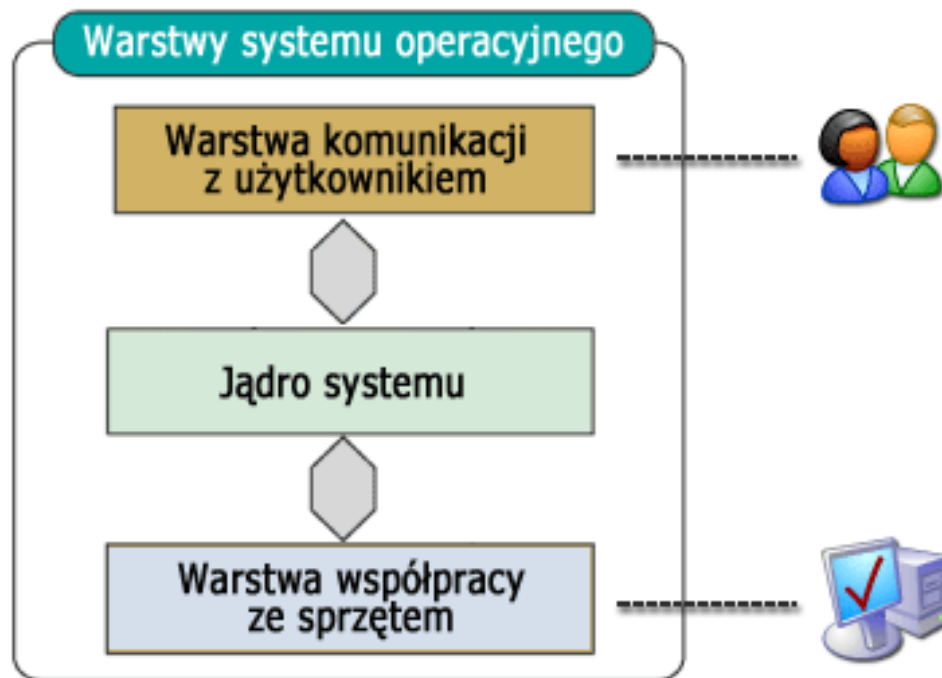 Warstwy systemu operacyjnego
Warstwa komunikacji
z użytkownikiem
Jądro systemu
Warstwa współpracy
ze sprzętem